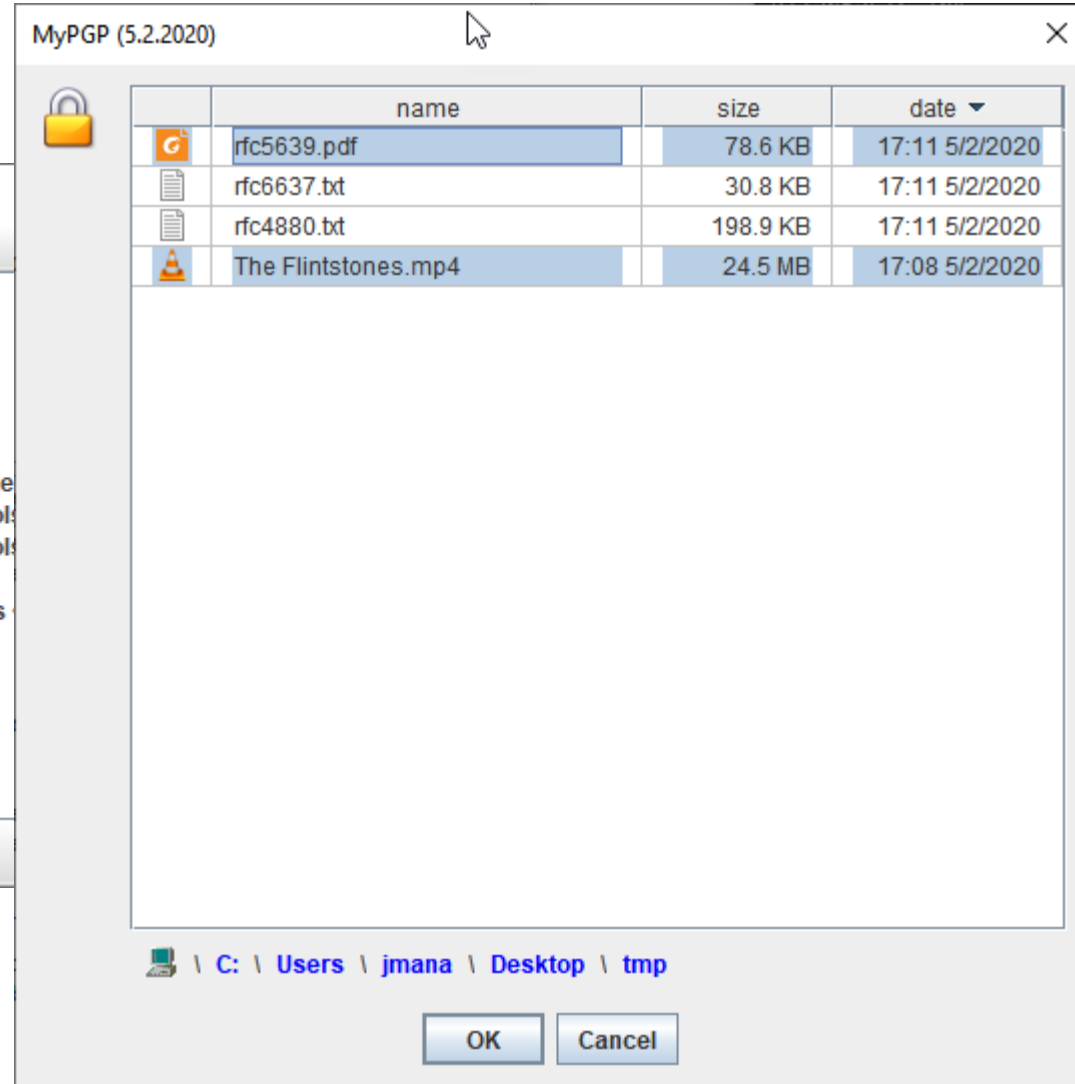 MyPGP (5.2.2020)
name size date
rfc5639.pdf 78.6 KB 17:11 5/2/2020
rfc6637.txt 30.8 KB 17:11 5/2/2020
rfc4880.txt 198.9 KB 17:11 5/2/2020
The Flintstones.mp4 24.5 MB 17:08 5/2/2020
\ C: \ Users \ jmana \ Desktop \ tmp
OK Cancel